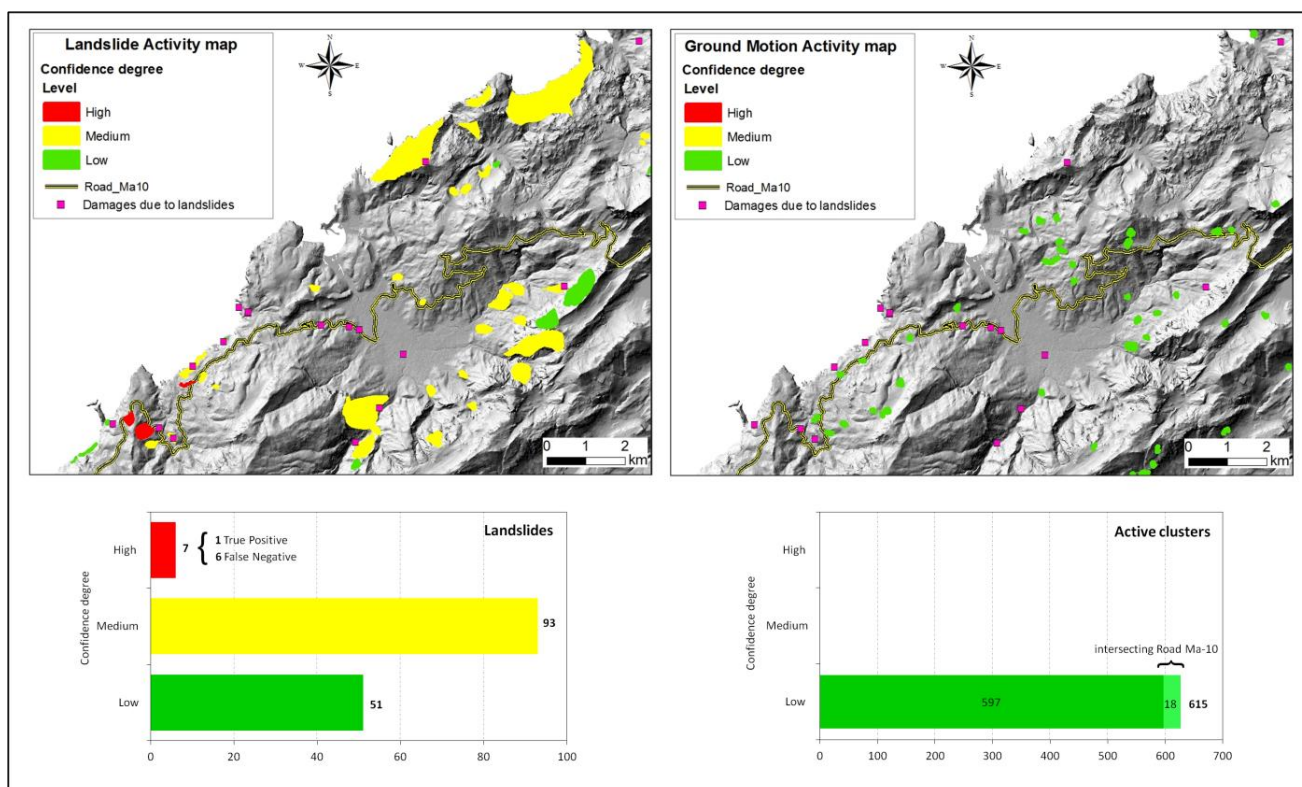 Landslide Activity map
Confidence degree
Level
High
Medium
Low
Road_Ma10
Damages due to landslides
N
W E
S
0 1 2
km
Ground Motion Activity map
Confidence degree
Level
High
Medium
Low
Road_Ma10
Damages due to landslides
N
W E
S
0 1 2
km
Landslides
Confidence degree
High
7 { 1 True Positive
6 False Negative
Medium
93
Low
51
0 20 40 60 80 100
Active clusters
Confidence degree
High
Medium
intersecting Road Ma-10
Low
597 18 615
0 100 200 300 400 500 600 700